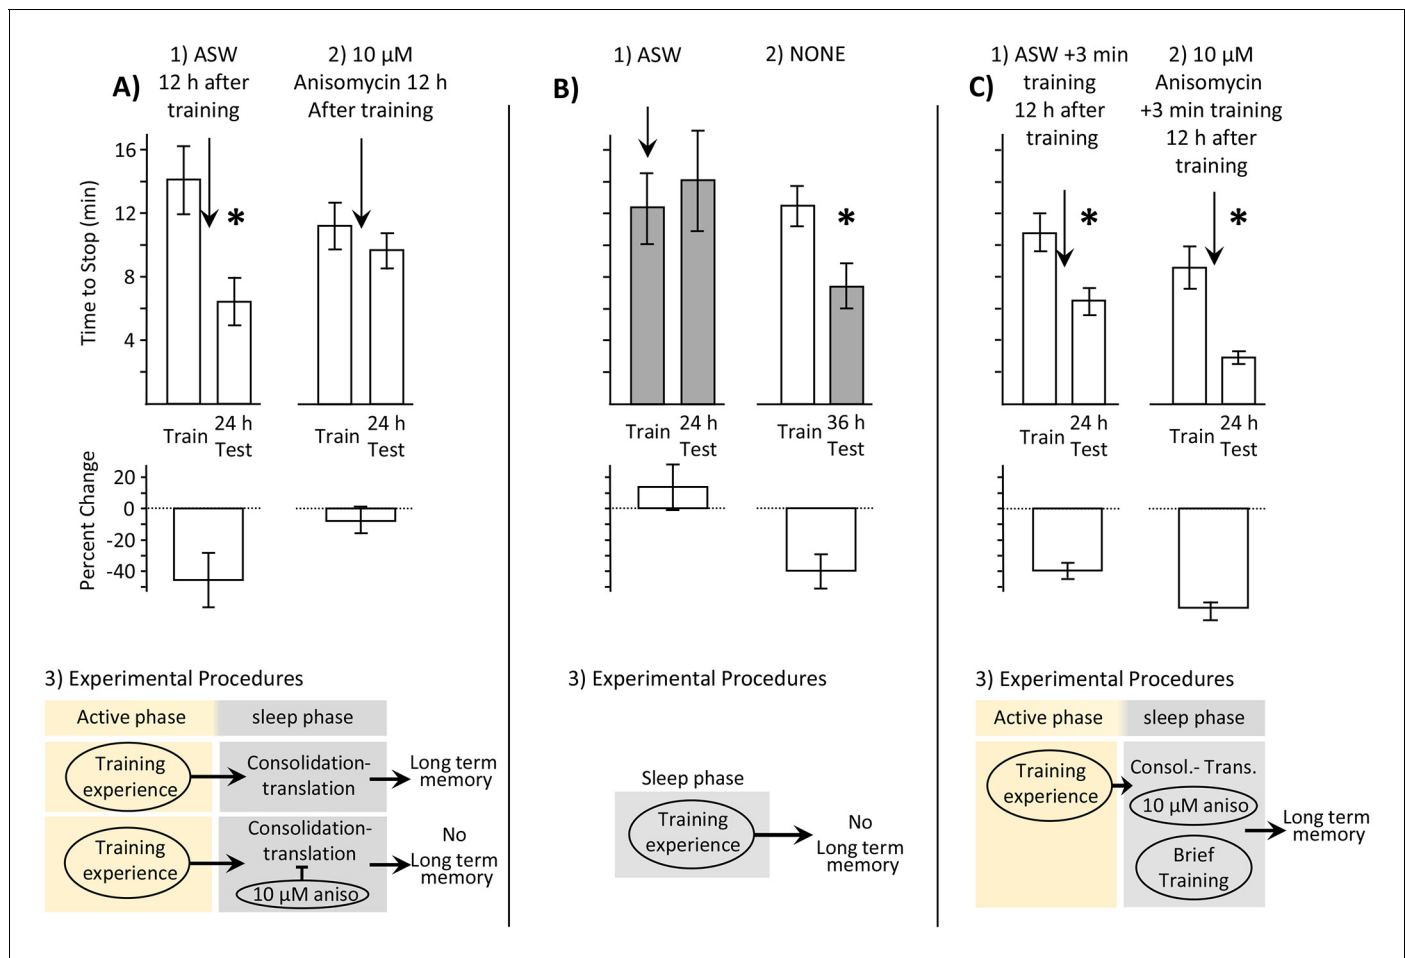 A)
1) ASW
12 h after
training
2) 10 µM
Anisomycin 12 h
After training
Time to Stop (min)
16
12
8
4
*
Train
24 h
Test
Train
24 h
Test
Percent Change
20
0
-20
-40
3) Experimental Procedures
Active phase
sleep phase
Training
experience
Consolidation-
translation
Long term
memory
Training
experience
Consolidation-
translation
10 µM aniso
No
Long term
memory
B)
1) ASW
2) NONE
*
Train
24 h
Test
Train
36 h
Test
3) Experimental Procedures
Sleep phase
Training
experience
No
Long term
memory
C)
1) ASW +3 min
training
12 h after
training
2) 10 µM
Anisomycin
+3 min training
12 h after
training
*
*
Train
24 h
Test
Train
24 h
Test
3) Experimental Procedures
Active phase
sleep phase
Training
experience
Consol.- Trans.
10 µM aniso
Brief
Training
Long term
memory